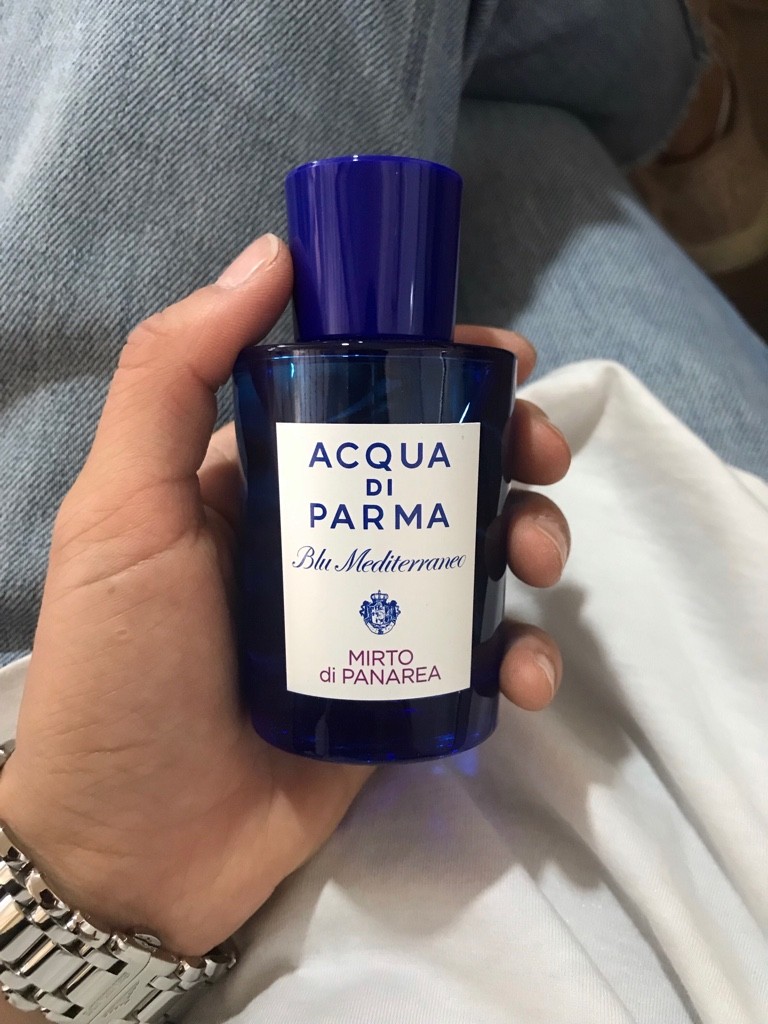 ACQUA
DI
PARMA
Blu Mediterraneo
MIRTO
di PANAREA